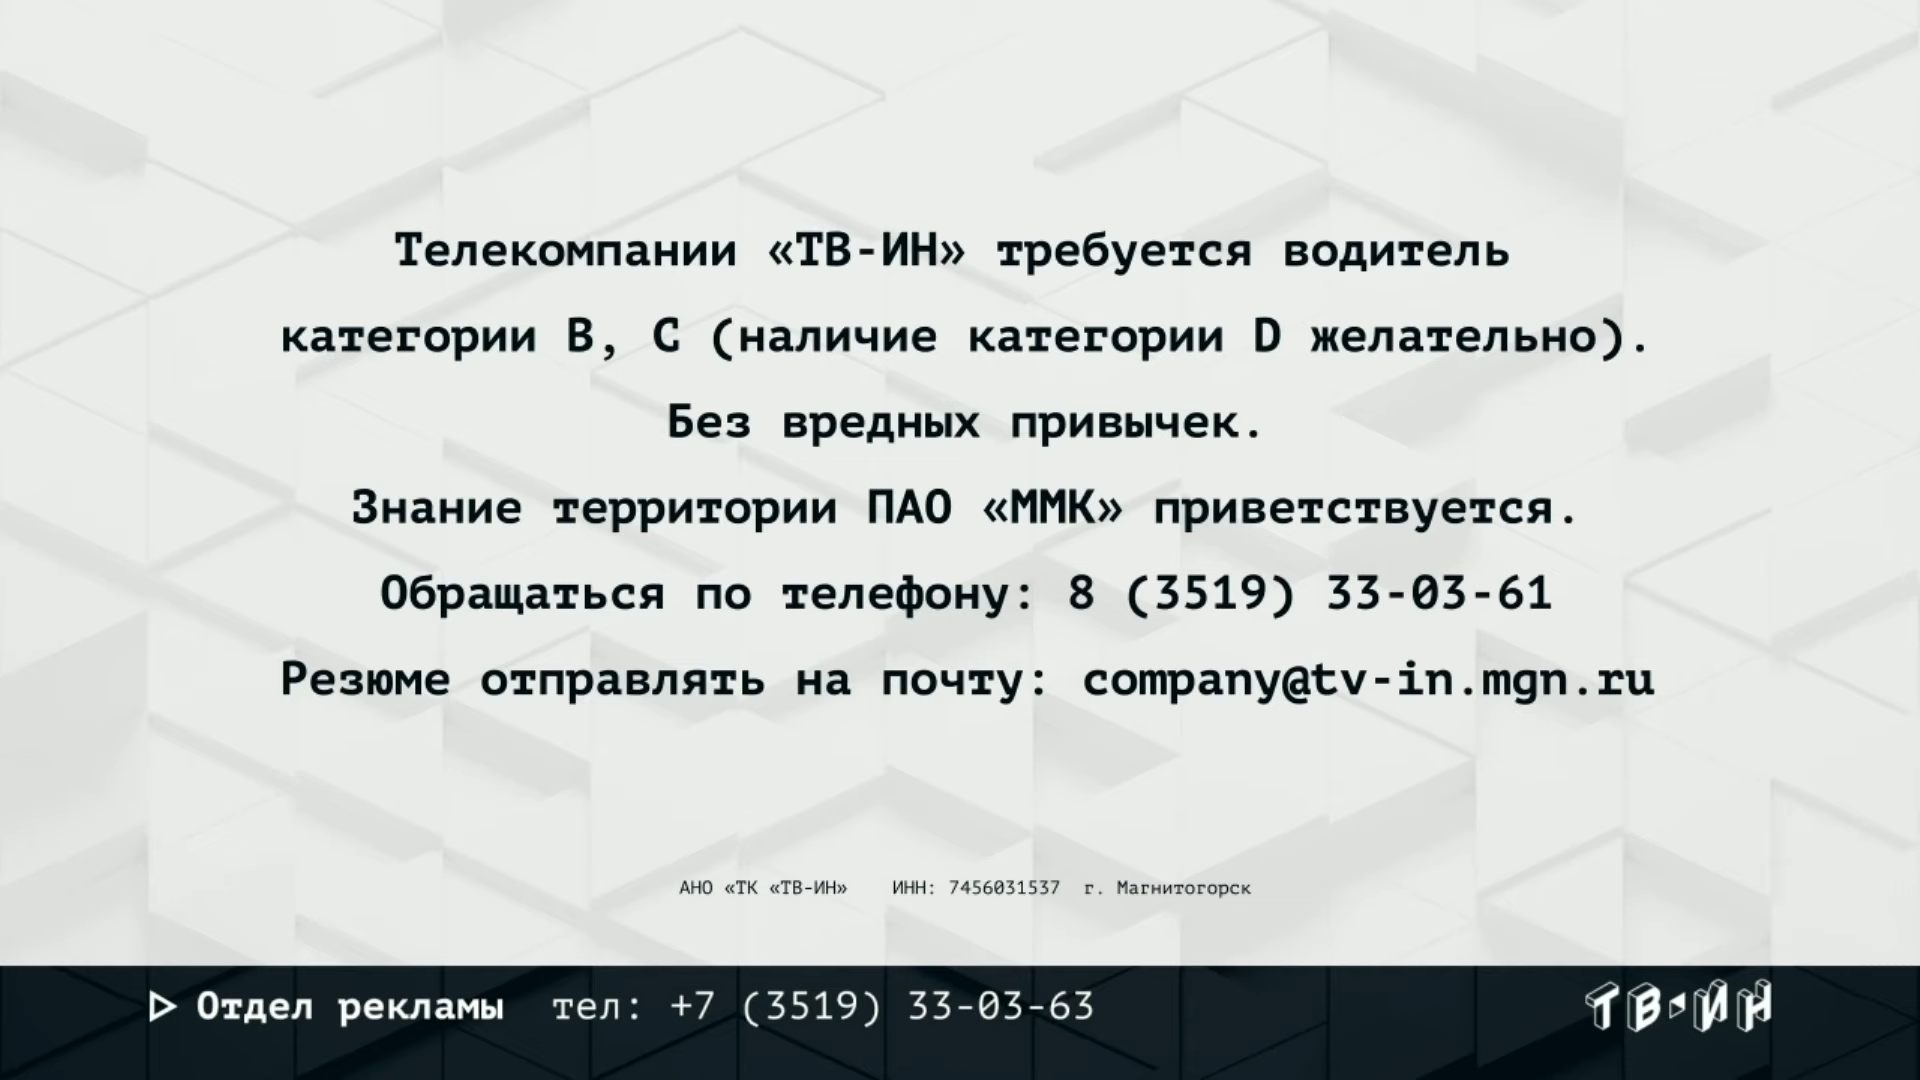 Телекомпании «ТВ-ИН» требуется водитель
категории B, C (наличие категории D желательно).
Без вредных привычек.
Знание территории ПАО «ММК» приветствуется.
Обращаться по телефону: 8 (3519) 33-03-61
Резюме отправлять на почту: company@tv-in.mgn.ru
АНО «ТК «ТВ-ИН» ИНН: 7456031537 г. Магнитогорск
Отдел рекламы тел: +7 (3519) 33-03-63
ТВ-ИН